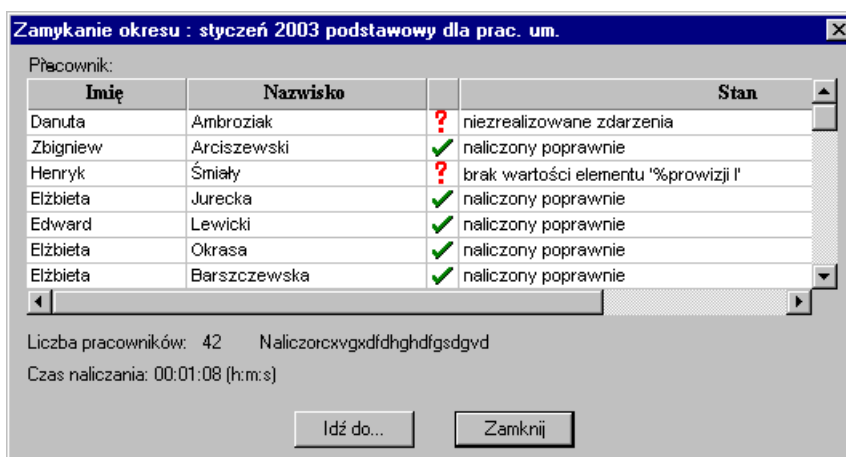 Zamykanie okresu : styczeń 2003 podstawowy dla prac. um.
Pracownik:
Imię Nazwisko Stan
Danuta Ambroziak ? niezrealizowane zdarzenia
Zbigniew Arciszewski naliczony poprawnie
Henryk Śmiały ? brak wartości elementu '%prowizji I'
Elżbieta Jurecka naliczony poprawnie
Edward Lewicki naliczony poprawnie
Elżbieta Okrasa naliczony poprawnie
Elżbieta Barszczewska naliczony poprawnie
Liczba pracowników: 42 Naliczorcxvgxdfdhghdfgsdgvd
Czas naliczania: 00:01:08 (h:m:s)
Idź do... Zamknij